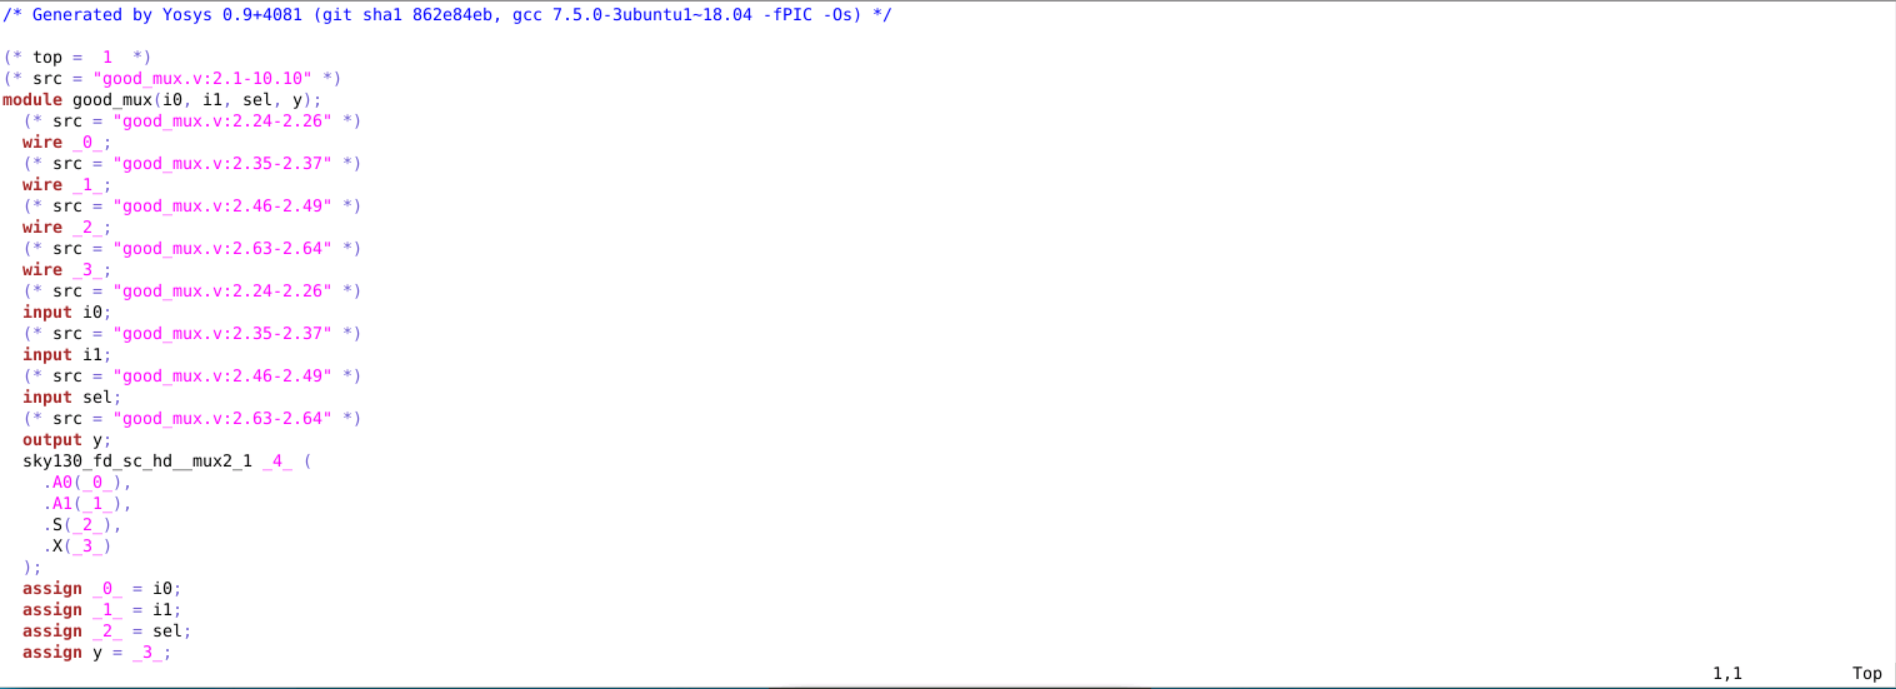 /* Generated by Yosys 0.9+4081 (git sha1 862e84eb, gcc 7.5.0-3ubuntu1~18.04 -fPIC -Os) */

(* top =  1  *)
(* src = "good_mux.v:2.1-10.10" *)
module good_mux(i0, i1, sel, y);
  (* src = "good_mux.v:2.24-2.26" *)
  wire _0_;
  (* src = "good_mux.v:2.35-2.37" *)
  wire _1_;
  (* src = "good_mux.v:2.46-2.49" *)
  wire _2_;
  (* src = "good_mux.v:2.63-2.64" *)
  wire _3_;
  (* src = "good_mux.v:2.24-2.26" *)
  input i0;
  (* src = "good_mux.v:2.35-2.37" *)
  input i1;
  (* src = "good_mux.v:2.46-2.49" *)
  input sel;
  (* src = "good_mux.v:2.63-2.64" *)
  output y;
  sky130_fd_sc_hd__mux2_1 _4_ (
    .A0(_0_),
    .A1(_1_),
    .S(_2_),
    .X(_3_)
  );
  assign _0_ = i0;
  assign _1_ = i1;
  assign _2_ = sel;
  assign y = _3_;
1,1 Top